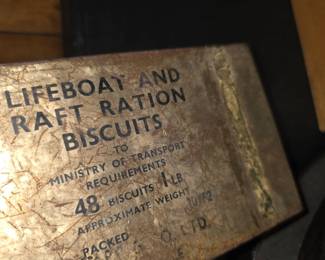 LIFEBOAT AND
RAFT RATION
BISCUITS
TO
MINISTRY OF TRANSPORT
REQUIREMENTS
48 BISCUITS 1 LB
APPROXIMATE WEIGHT
PACKED
LTD.